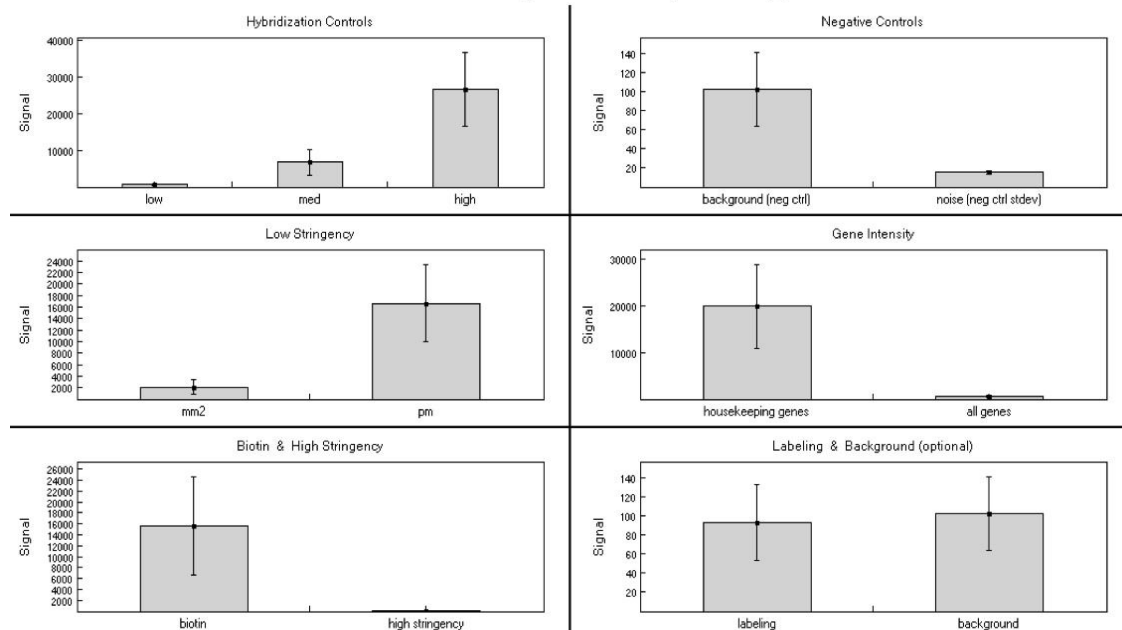 Hybridization Controls
Signal
40000
30000
20000
10000
low med high
Negative Controls
Signal
140
120
100
80
60
40
20
background (neg ctrl) noise (neg ctrl stdev)
Low Stringency
Signal
24000
22000
20000
18000
16000
14000
12000
10000
8000
6000
4000
2000
mm2 pm
Gene Intensity
Signal
30000
20000
10000
housekeeping genes all genes
Biotin & High Stringency
Signal
26000
24000
22000
20000
18000
16000
14000
12000
10000
8000
6000
4000
2000
biotin high stringency
Labeling & Background (optional)
Signal
140
120
100
80
60
40
20
labeling background